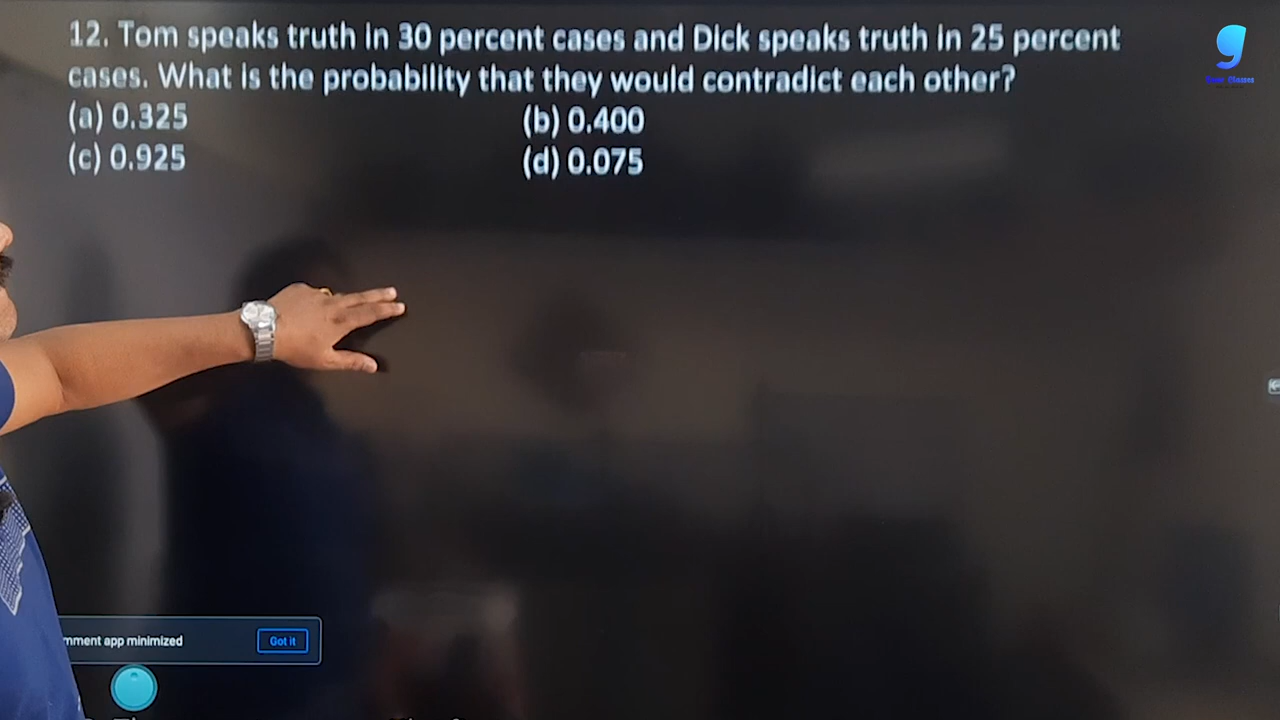 12. Tom speaks truth in 30 percent cases and Dick speaks truth in 25 percent
cases. What is the probability that they would contradict each other?
(a) 0.325 (b) 0.400
(c) 0.925 (d) 0.075
mment app minimized Got it